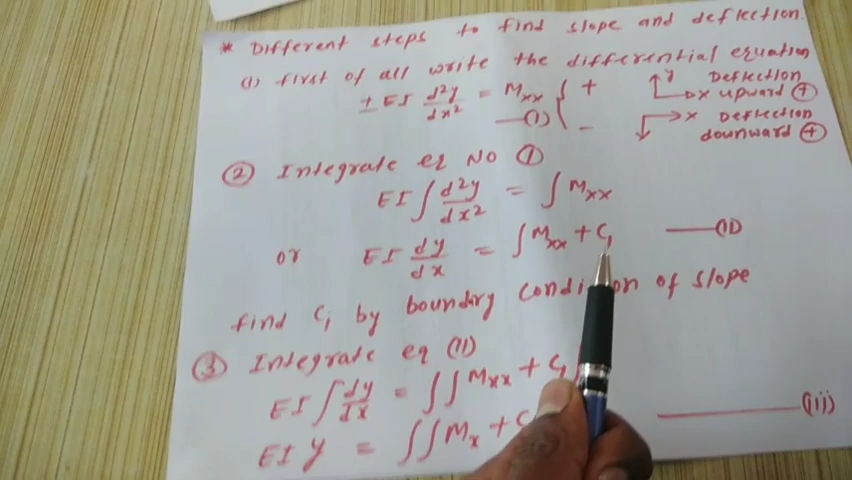 * Different steps to find slope and deflection.
(1) first of all write the differential equation
± EI d²y/dx² = Mxx { + −
—(1)
y Deflection
x upward (+)
x Deflection
downward (+)
(2) Integrate eq No (1)
EI ∫ d²y/dx² = ∫ Mxx
or EI dy/dx = ∫ Mxx + C₁ —(II)
find C₁ by boundry condi on of slope
(3) Integrate eq (II)
EI ∫ dy/dx = ∫∫ Mxx + C₁
EI y = ∫∫ Mx + C —(iii)